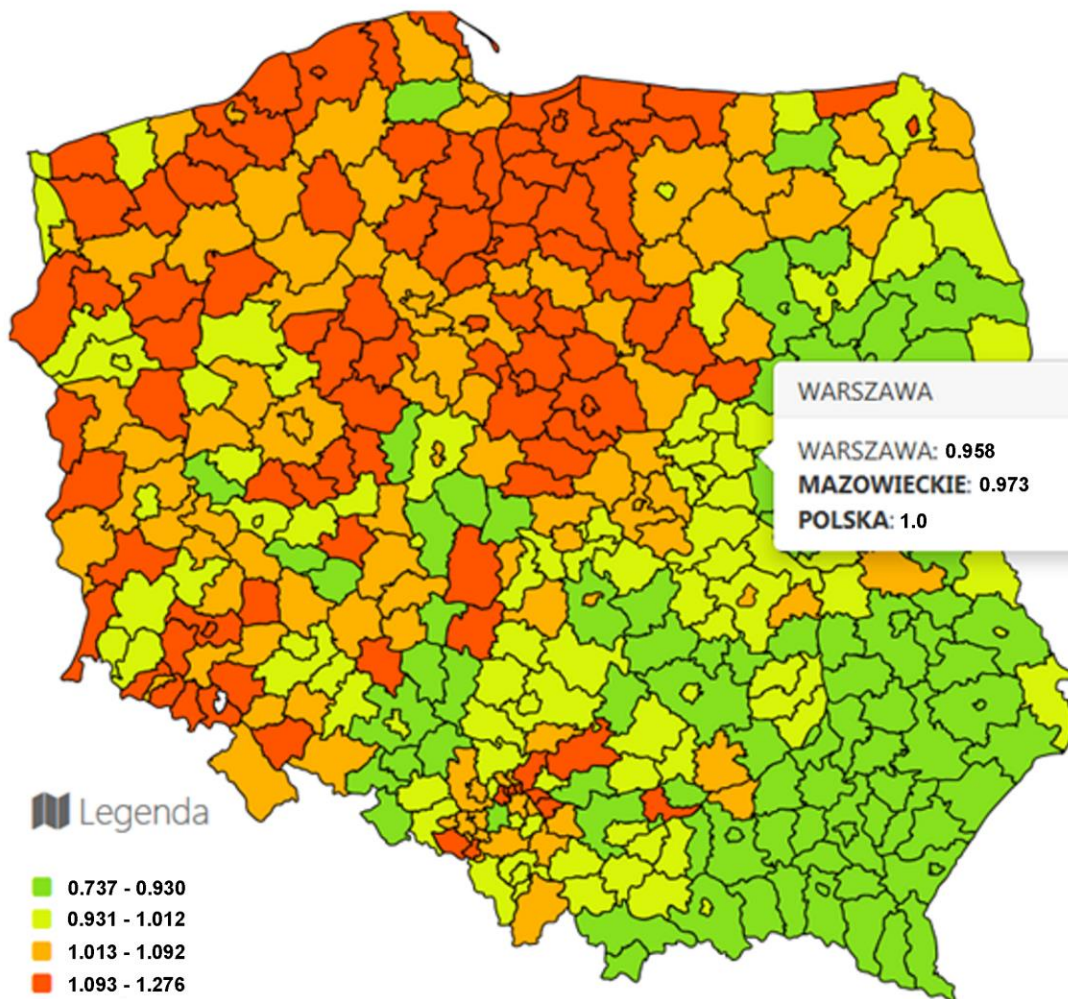 WARSZAWA
WARSZAWA: 0.958
MAZOWIECKIE: 0.973
POLSKA: 1.0
Legenda
0.737 - 0.930
0.931 - 1.012
1.013 - 1.092
1.093 - 1.276